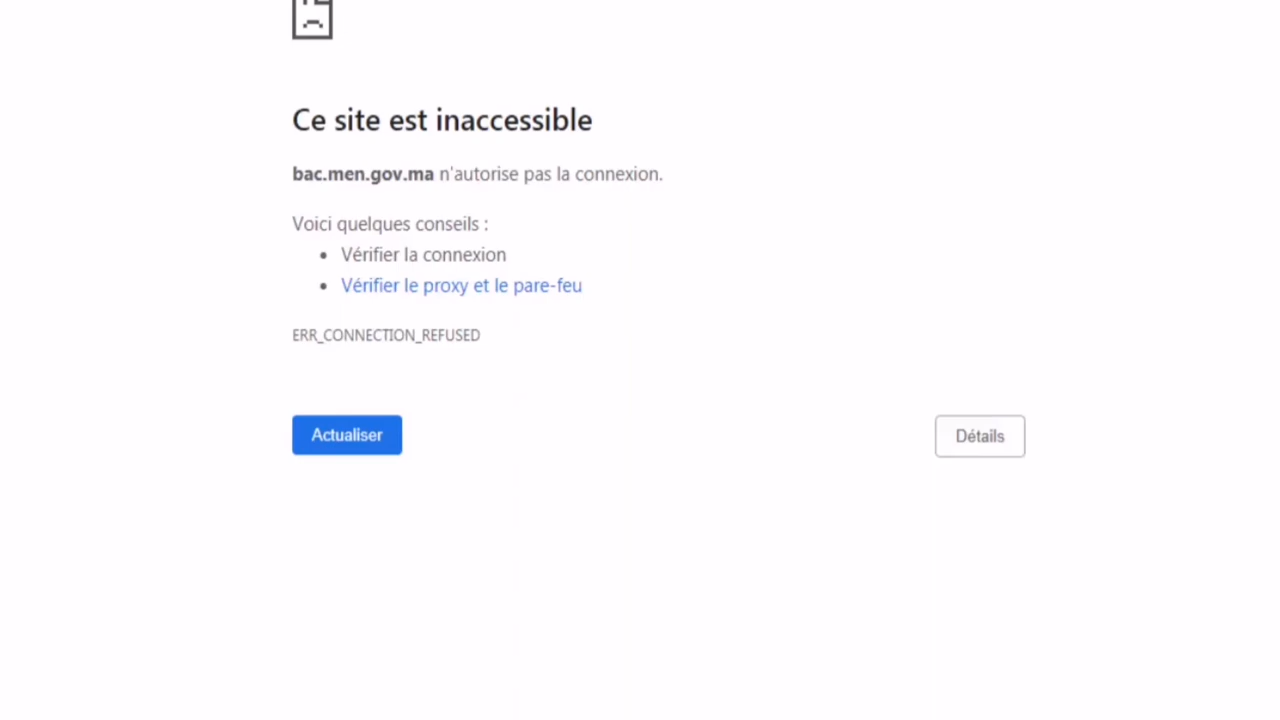 Ce site est inaccessible
bac.men.gov.ma n'autorise pas la connexion.
Voici quelques conseils :
• Vérifier la connexion
• Vérifier le proxy et le pare-feu
ERR_CONNECTION_REFUSED
Actualiser
Détails